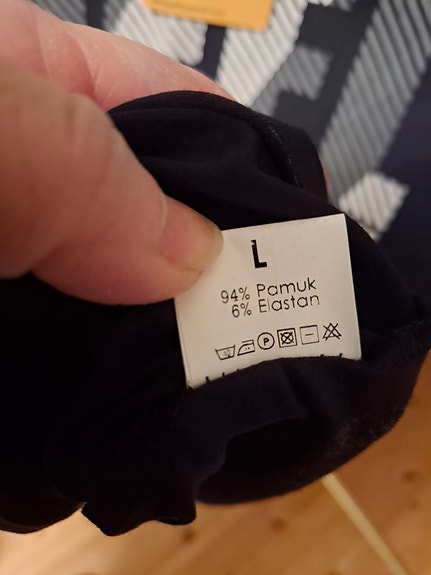 L
94% Pamuk
6% Elastan
P